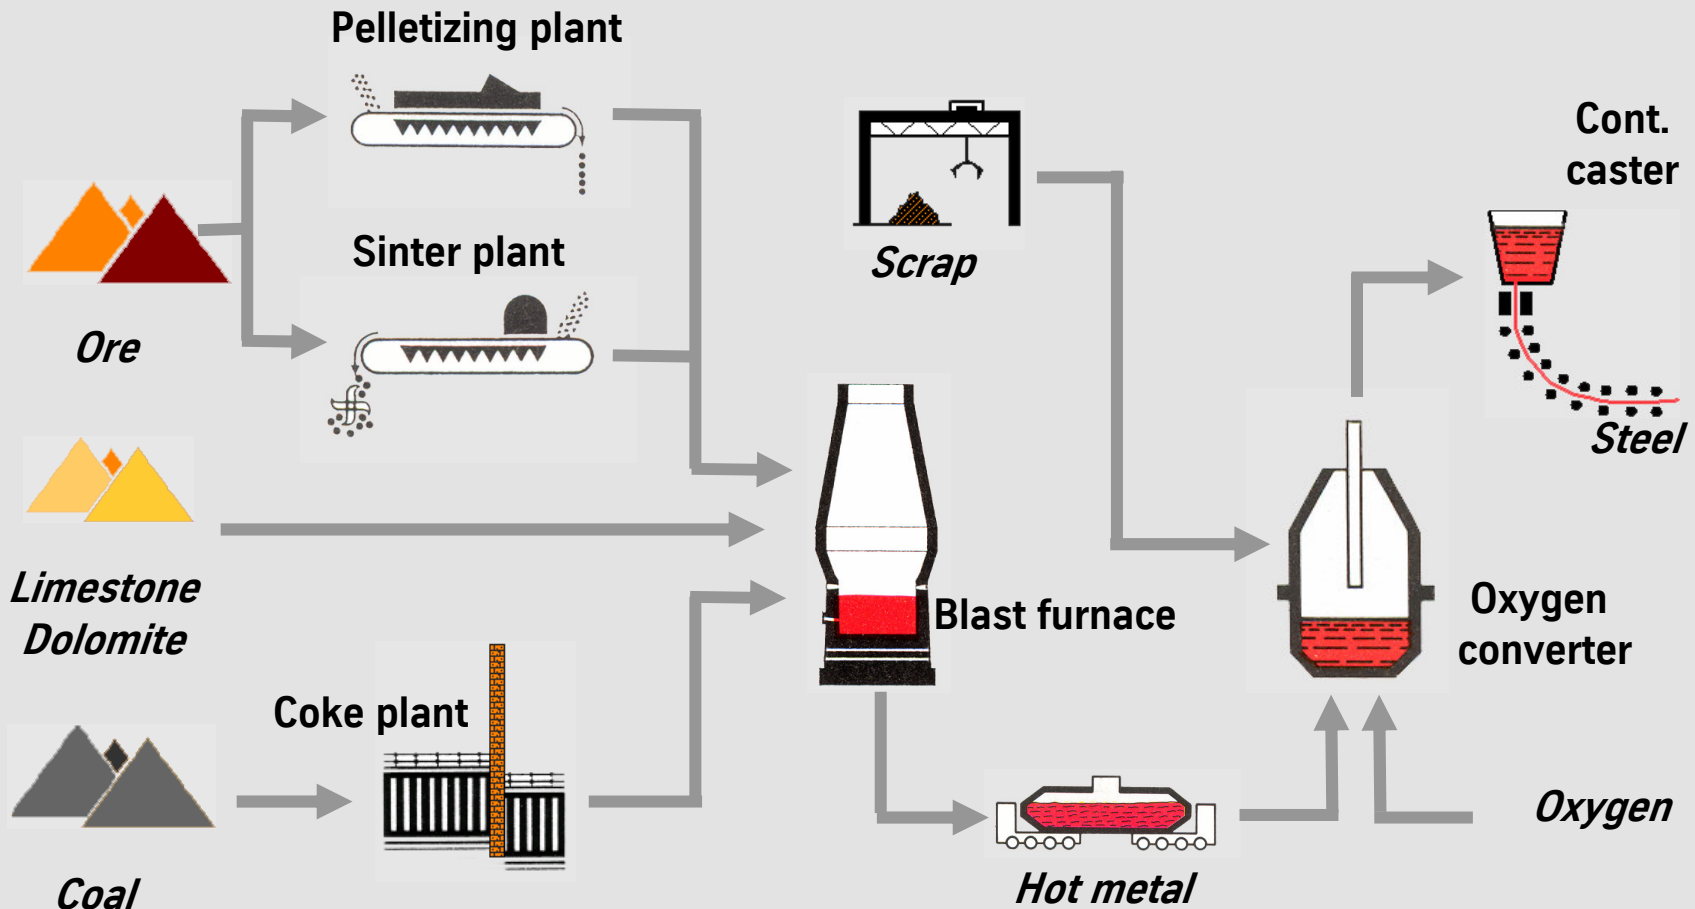 Pelletizing plant
Cont.
caster
Sinter plant
Scrap
Ore
Steel
Limestone
Dolomite
Blast furnace
Oxygen
converter
Coke plant
Oxygen
Hot metal
Coal